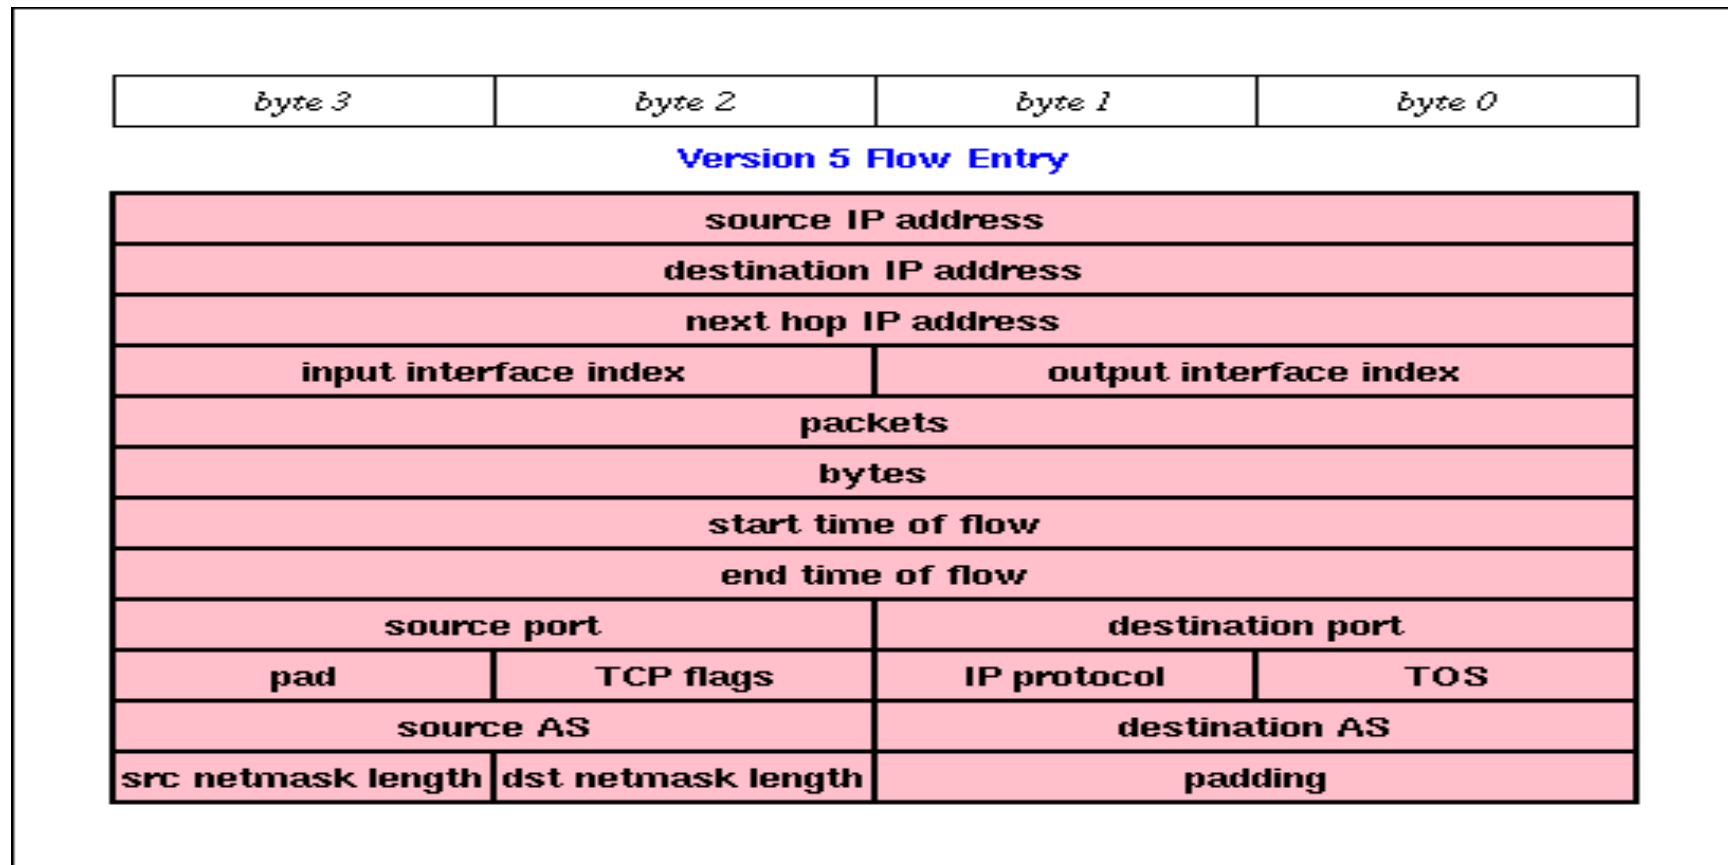 byte 3 byte 2 byte 1 byte 0
Version 5 Flow Entry
source IP address
destination IP address
next hop IP address
input interface index output interface index
packets
bytes
start time of flow
end time of flow
source port destination port
pad TCP flags IP protocol TOS
source AS destination AS
src netmask length dst netmask length padding